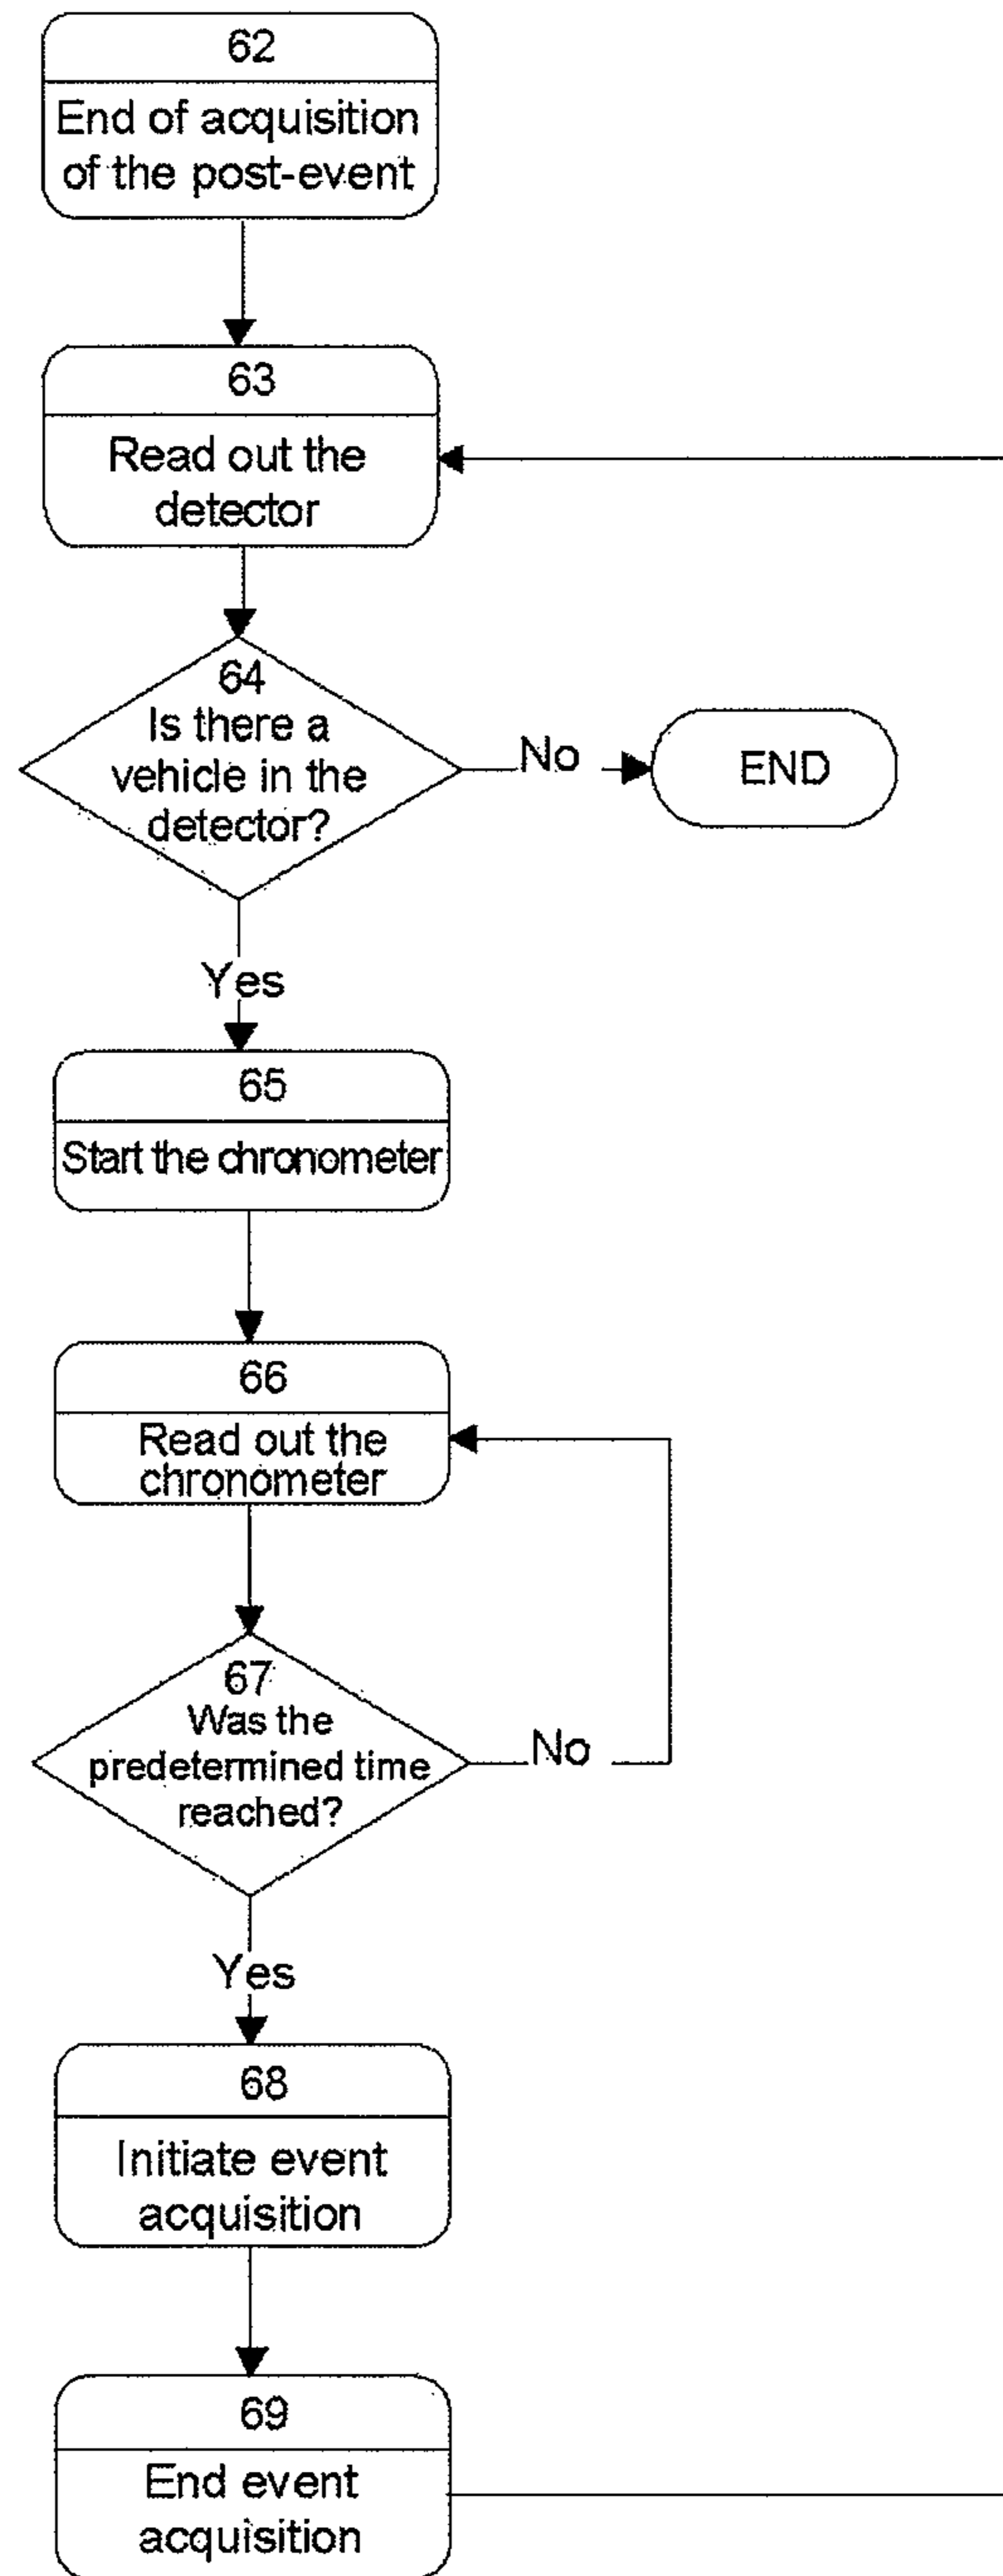 62
End of acquisition
of the post-event
63
Read out the
detector
64
Is there a
vehicle in the
detector?
No
END
Yes
65
Start the chronometer
66
Read out the
chronometer
67
Was the
predetermined time
reached?
No
Yes
68
Initiate event
acquisition
69
End event
acquisition